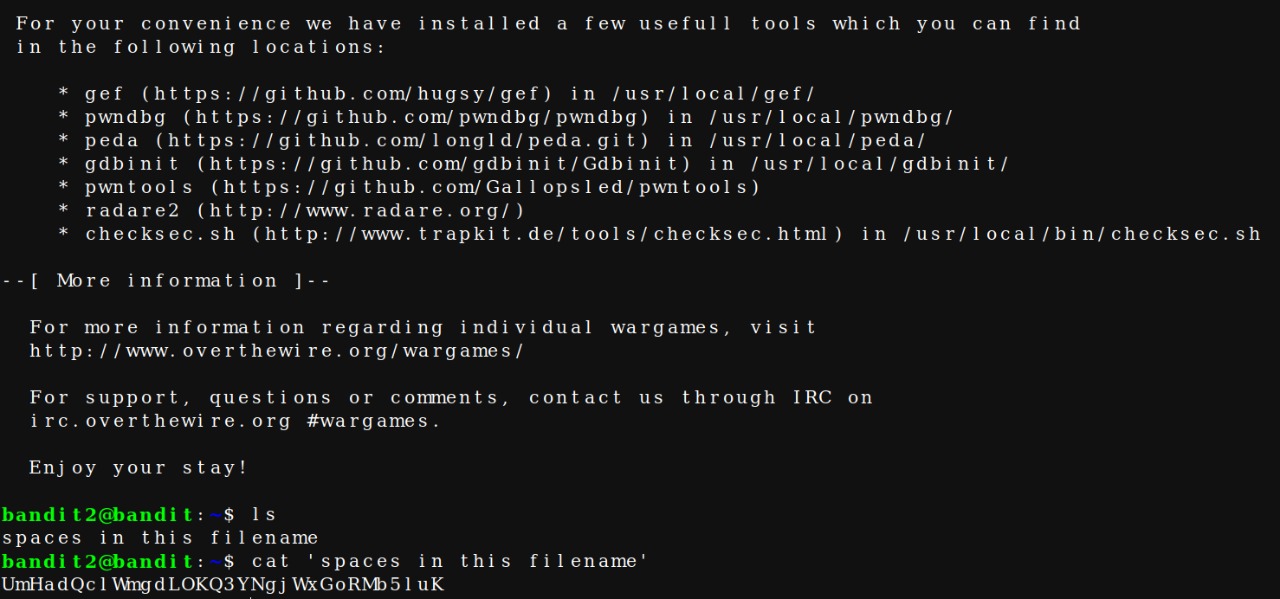 For your convenience we have installed a few usefull tools which you can find
in the following locations:
* gef (https://github.com/hugsy/gef) in /usr/local/gef/
* pwndbg (https://github.com/pwndbg/pwndbg) in /usr/local/pwndbg/
* peda (https://github.com/longld/peda.git) in /usr/local/peda/
* gdbinit (https://github.com/gdbinit/Gdbinit) in /usr/local/gdbinit/
* pwntools (https://github.com/Gallopsled/pwntools)
* radare2 (http://www.radare.org/)
* checksec.sh (http://www.trapkit.de/tools/checksec.html) in /usr/local/bin/checksec.sh
--[ More information ]--
For more information regarding individual wargames, visit
http://www.overthewire.org/wargames/
For support, questions or comments, contact us through IRC on
irc.overthewire.org #wargames.
Enjoy your stay!
bandit2@bandit:~$ ls
spaces in this filename
bandit2@bandit:~$ cat 'spaces in this filename'
UmHadQclWmgdLOKQ3YNgjWxGoRMb5luK